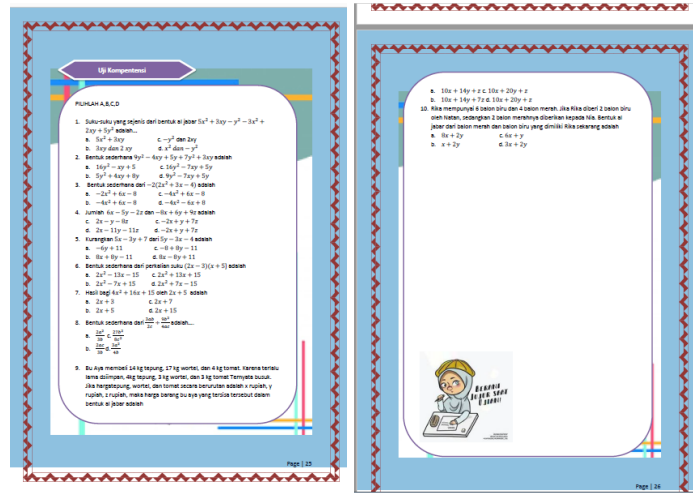 Uji Kompentensi
PILIHLAH A,B,C,D
1. Suku-suku yang sejenis dari bentuk al jabar 5x² + 3xy − y² − 3x² +
2xy + 5y² adalah...
a. 5x² + 3xy c. −y² dan 2xy
b. 3xy dan 2 xy d. x² dan − y²
2. Bentuk sederhana 9y² − 4xy + 5y + 7y² + 3xy adalah
a. 16y² − xy + 5 c. 16y² − 7xy + 5y
b. 5y² + 4xy + 8y d. 9y² − 7xy + 5y
3. Bentuk sederhana dari −2(2x² + 3x − 4) adalah
a. −2x² + 6x − 8 c. −4x² + 6x − 8
b. −4x² + 6x − 8 d. −4x² − 6x + 8
4. Jumlah 6x − 5y − 2z dan −8x + 6y + 9z adalah
c. 2x − y − 8z c. −2x + y + 7z
d. 2x − 11y − 11z d. −2x + y + 7z
5. Kurangkan 5x − 3y + 7 dari 5y − 3x − 4 adalah
a. −6y + 11 c. −8 + 8y − 11
b. 8x + 8y − 11 d. 8x − 8y + 11
6. Bentuk sederhana dari perkalian suku (2x − 3)(x + 5) adalah
a. 2x² − 13x − 15 c. 2x² + 13x + 15
b. 2x² − 7x + 15 d. 2x² + 7x − 15
7. Hasil bagi 4x² + 16x + 15 oleh 2x + 5 adalah
a. 2x + 3 c. 2x + 7
b. 2x + 5 d. 2x + 15
8. Bentuk sederhana dari adalah....
9. Bu Aya membeli 14 kg tepung, 17 kg wortel, dan 4 kg tomat. Karena terlalu
lama disimpan, 4kg tepung, 3 kg wortel, dan 3 kg tomat Ternyata busuk.
Jika hargatepung, wortel, dan tomat secara berurutan adalah x rupiah, y
rupiah, z rupiah, maka harga barang bu aya yang tersisa tersebut dalam
bentuk al jabar adalah
Page | 25
a. 10x + 14y + z c. 10x + 20y + z
b. 10x + 14y + 7z d. 10x + 20y + z
10. Rika mempunyai 6 balon biru dan 4 balon merah. Jika Rika diberi 2 balon biru
oleh Natan, sedangkan 2 balon merahnya diberikan kepada Nia. Bentuk al
jabar dari balon merah dan balon biru yang dimiliki Rika sekarang adalah
a. 8x + 2y c. 6x + y
b. x + 2y d. 3x + 2y
JUJUR SAAT
UJIAN!!
Page | 26